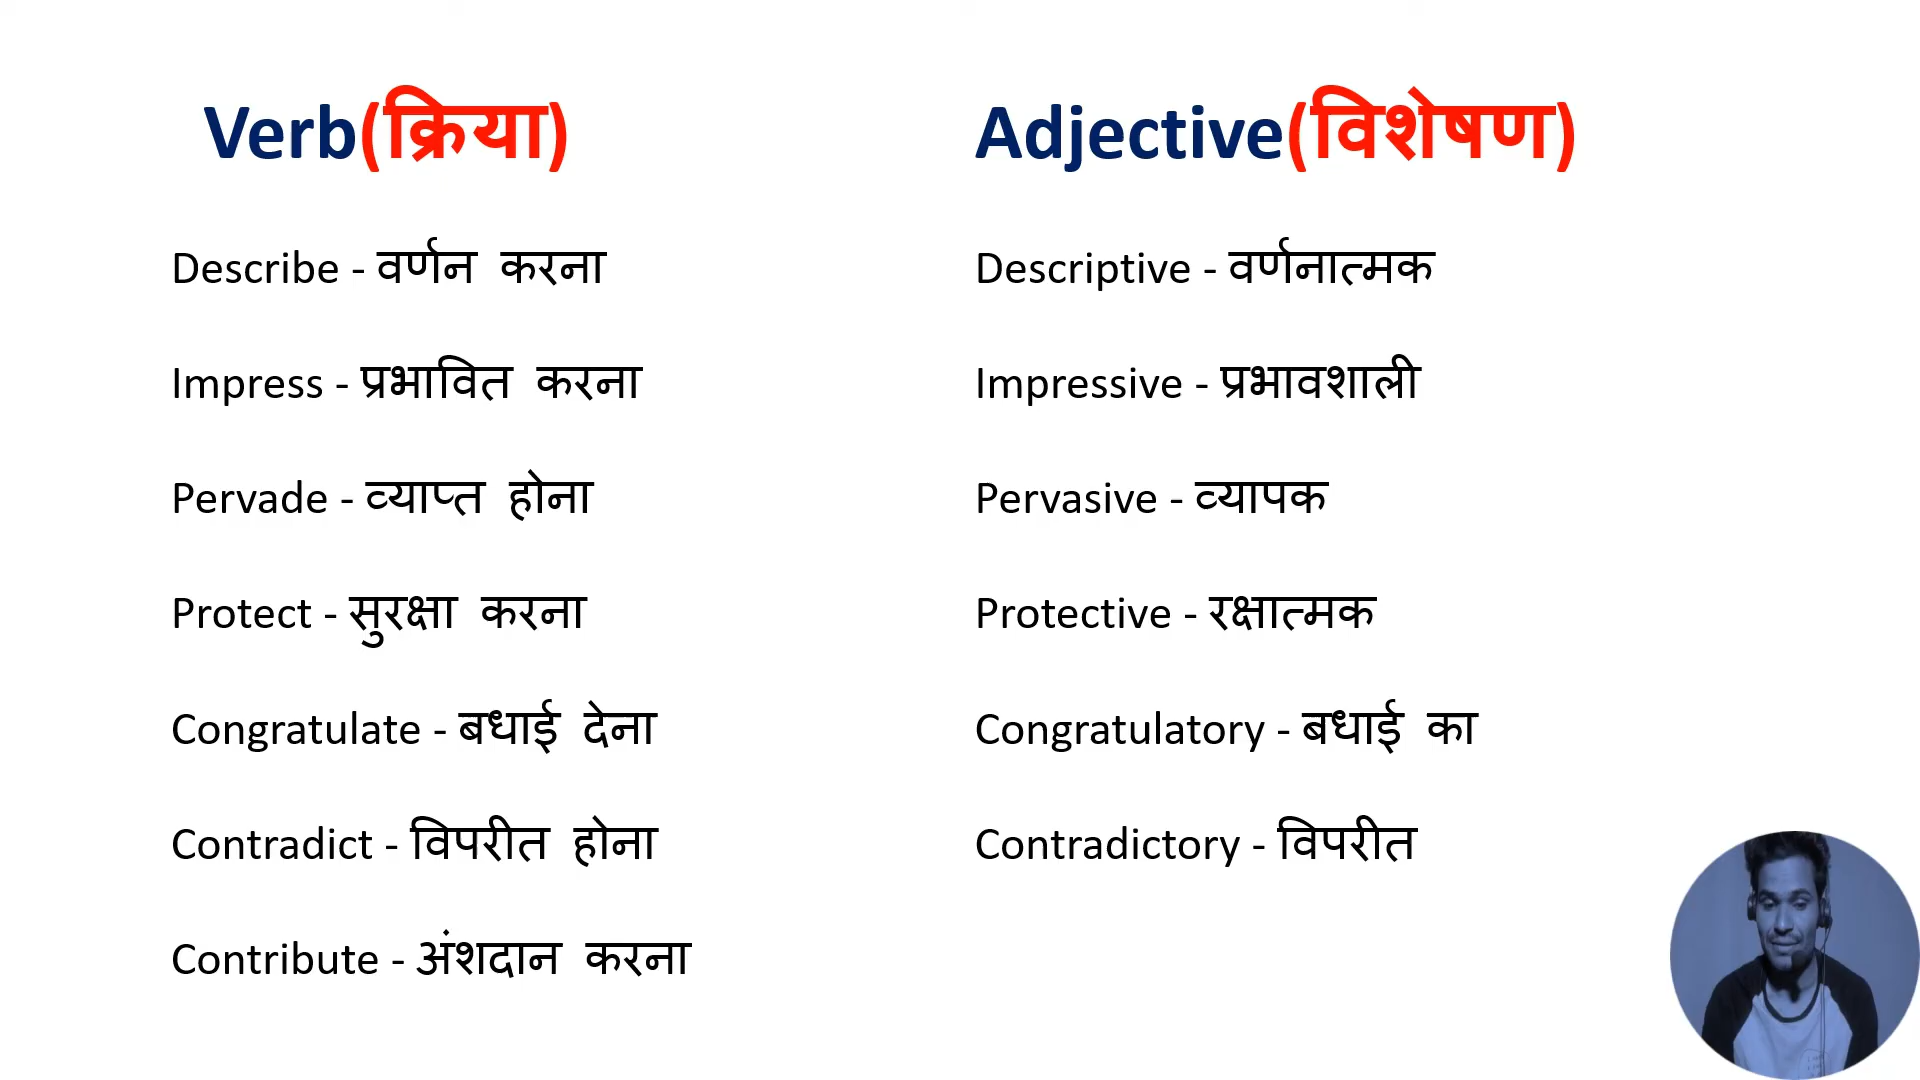 Verb(क्रिया) Adjective(विशेषण)
Describe - वर्णन करना Descriptive - वर्णनात्मक
Impress - प्रभावित करना Impressive - प्रभावशाली
Pervade - व्याप्त होना Pervasive - व्यापक
Protect - सुरक्षा करना Protective - रक्षात्मक
Congratulate - बधाई देना Congratulatory - बधाई का
Contradict - विपरीत होना Contradictory - विपरीत
Contribute - अंशदान करना